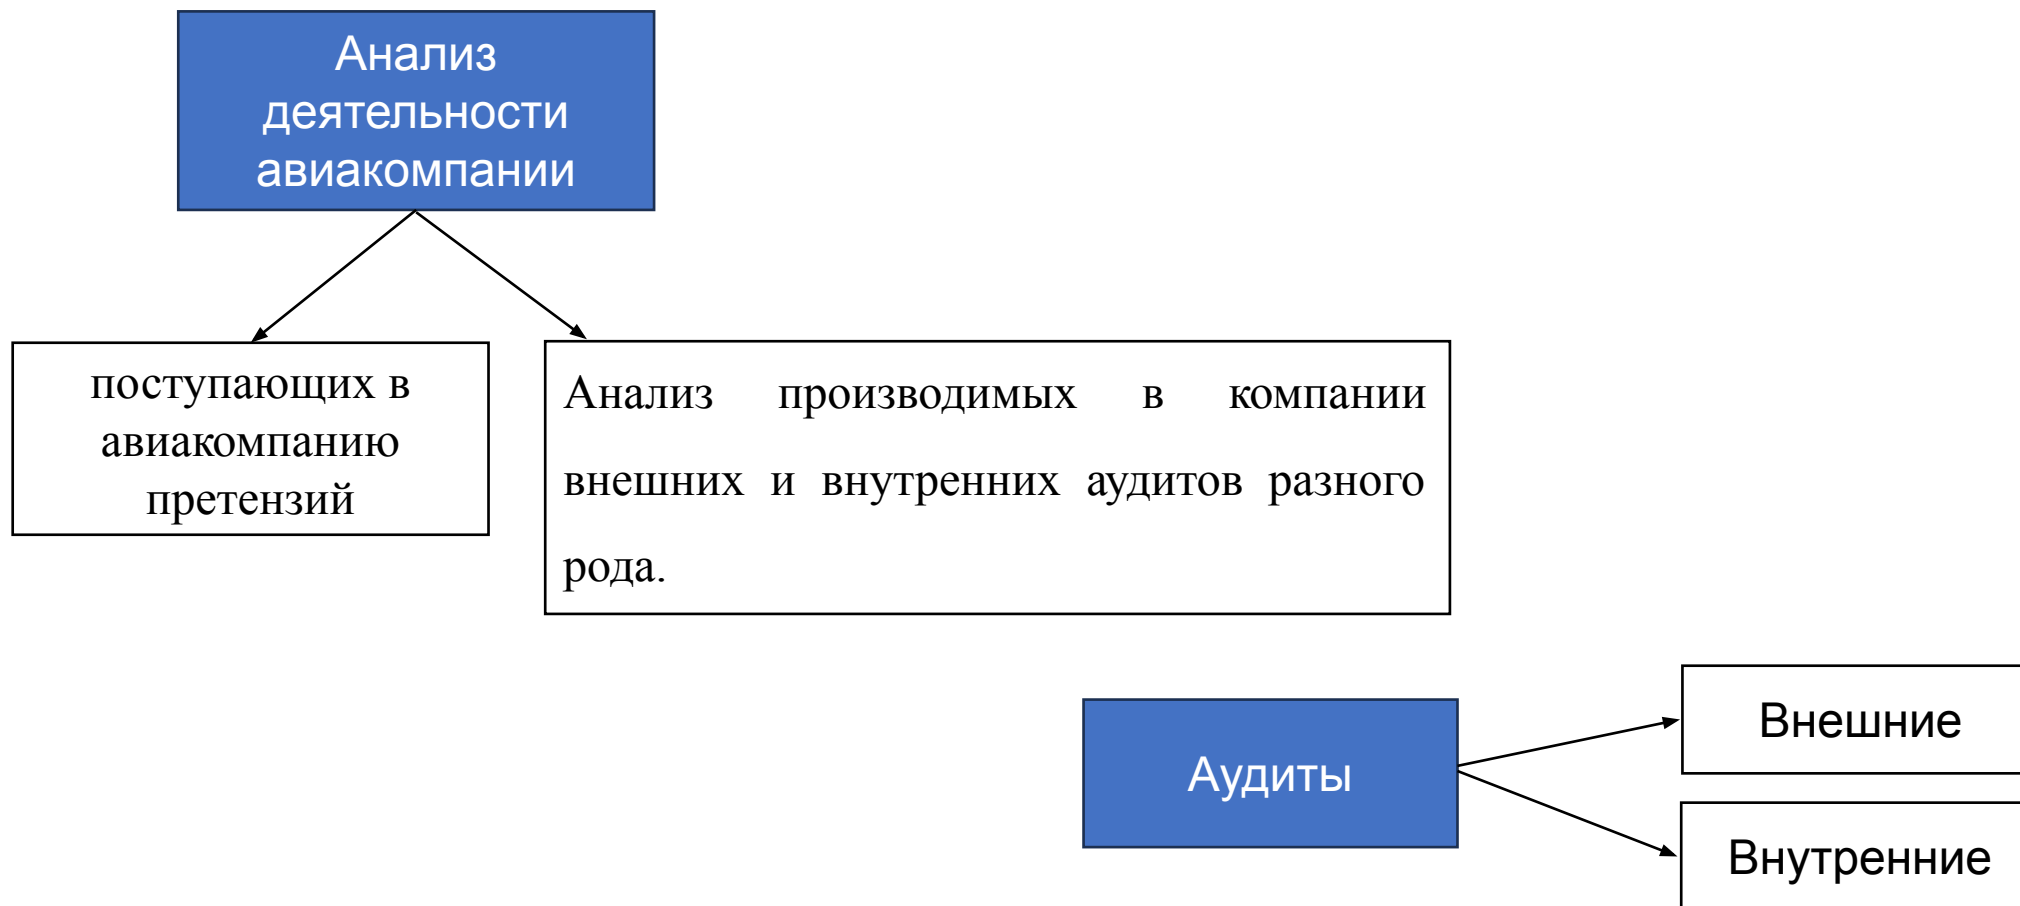 Анализ
деятельности
авиакомпании
поступающих в
авиакомпанию
претензий
Анализ производимых в компании
внешних и внутренних аудитов разного
рода.
Аудиты
Внешние
Внутренние